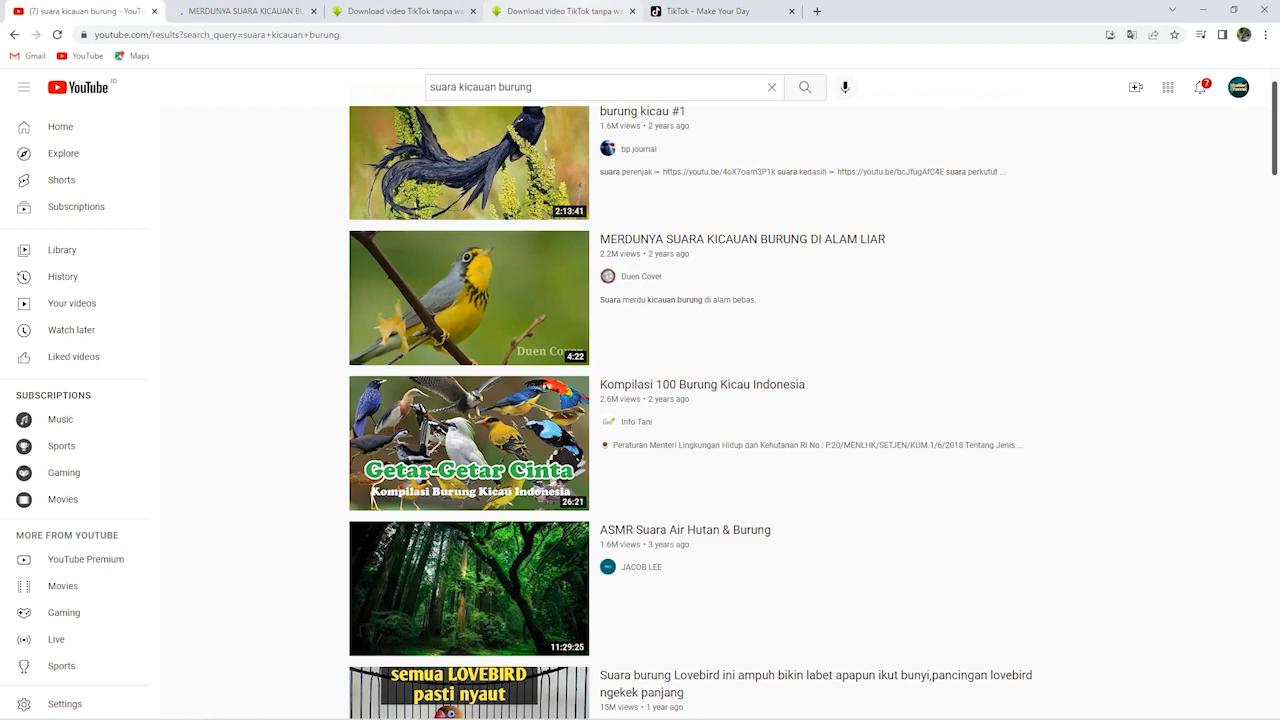 (7) suara kicauan burung - YouTu
MERDUNYA SUARA KICAUAN BU
Download video TikTok tanpa wa
Download video TikTok tanpa wa
TikTok - Make Your Day
youtube.com/results?search_query=suara+kicauan+burung
Gmail
YouTube
Maps
YouTube ID
suara kicauan burung
7
Home
Explore
Shorts
Subscriptions
Library
History
Your videos
Watch later
Liked videos
SUBSCRIPTIONS
Music
Sports
Gaming
Movies
MORE FROM YOUTUBE
YouTube Premium
Movies
Gaming
Live
Sports
Settings
2:13:41
burung kicau #1
1.6M views • 2 years ago
bp journal
suara perenjak ➣ https://youtu.be/4oX7oam3P1k suara kedasih ➣ https://youtu.be/bcJfugAfC4E suara perkutut ...
Duen Cover
4:22
MERDUNYA SUARA KICAUAN BURUNG DI ALAM LIAR
2.2M views • 2 years ago
Duen Cover
Suara merdu kicauan burung di alam bebas.
Getar-Getar Cinta
Kompilasi Burung Kicau Indonesia
26:21
Kompilasi 100 Burung Kicau Indonesia
2.6M views • 2 years ago
Info Tani
Peraturan Menteri Lingkungan Hidup dan Kehutanan RI No : P.20/MENLHK/SETJEN/KUM.1/6/2018 Tentang Jenis ...
11:29:25
ASMR Suara Air Hutan & Burung
1.6M views • 3 years ago
JACOB LEE
semua LOVEBIRD
pasti nyaut
Suara burung Lovebird ini ampuh bikin labet apapun ikut bunyi,pancingan lovebird
ngekek panjang
15M views • 1 year ago